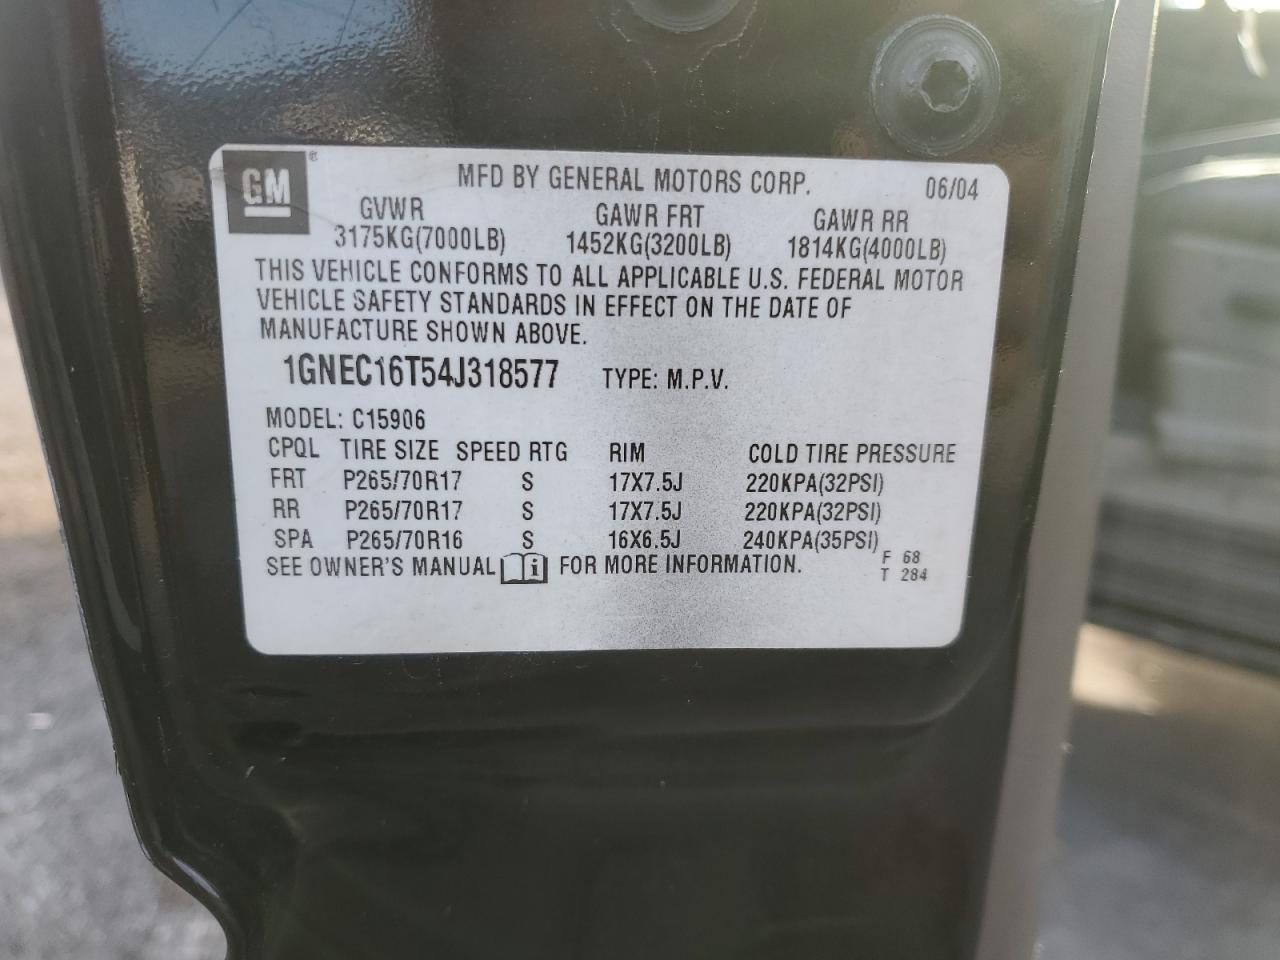 GM®
MFD BY GENERAL MOTORS CORP. 06/04
GVWR GAWR FRT GAWR RR
3175KG(7000LB) 1452KG(3200LB) 1814KG(4000LB)
THIS VEHICLE CONFORMS TO ALL APPLICABLE U.S. FEDERAL MOTOR
VEHICLE SAFETY STANDARDS IN EFFECT ON THE DATE OF
MANUFACTURE SHOWN ABOVE.
1GNEC16T54J318577 TYPE: M.P.V.
MODEL: C15906
CPQL TIRE SIZE SPEED RTG RIM COLD TIRE PRESSURE
FRT P265/70R17 S 17X7.5J 220KPA(32PSI)
RR P265/70R17 S 17X7.5J 220KPA(32PSI)
SPA P265/70R16 S 16X6.5J 240KPA(35PSI)
SEE OWNER'S MANUAL i FOR MORE INFORMATION. F 68
T 284